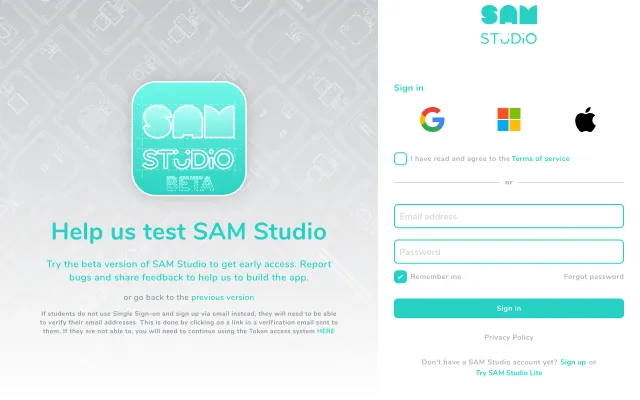 SAM
STUDIO
BETA
Help us test SAM Studio
Try the beta version of SAM Studio to get early access. Report
bugs and share feedback to help us to build the app.
or go back to the previous version
If students do not use Single Sign-on and sign up via email instead, they will need to be able
to verify their email addresses. This is done by clicking on a link in a verification email sent to
them. If they are not able to, you will need to continue using the Token access system HERE
SAM
STUDIO
Sign in
I have read and agree to the Terms of service
or
Email address
Password
Remember me Forgot password
Sign in
Privacy Policy
Don't have a SAM Studio account yet? Sign up or
Try SAM Studio Lite